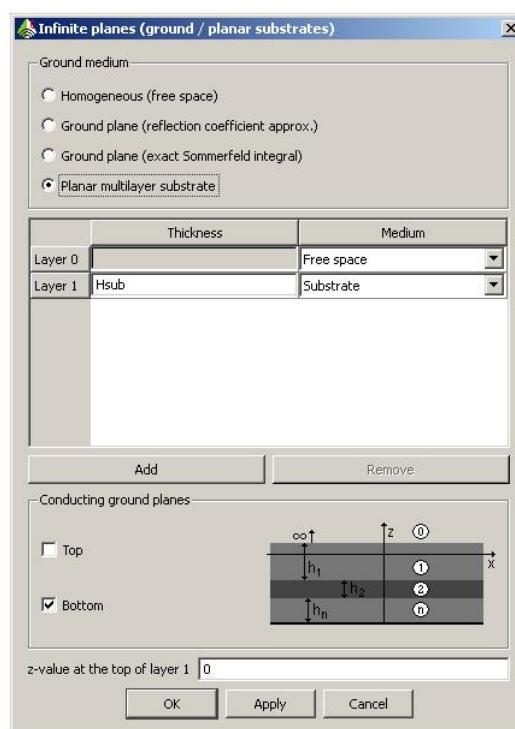 Infinite planes (ground / planar substrates)
Ground medium
Homogeneous (free space)
Ground plane (reflection coefficient approx.)
Ground plane (exact Sommerfeld integral)
Planar multilayer substrate
Thickness Medium
Layer 0 Free space
Layer 1 Hsub Substrate
Add Remove
Conducting ground planes
Top
Bottom
∞ z 0
x
h1 1
h2 2
hn n
z-value at the top of layer 1 0
OK Apply Cancel